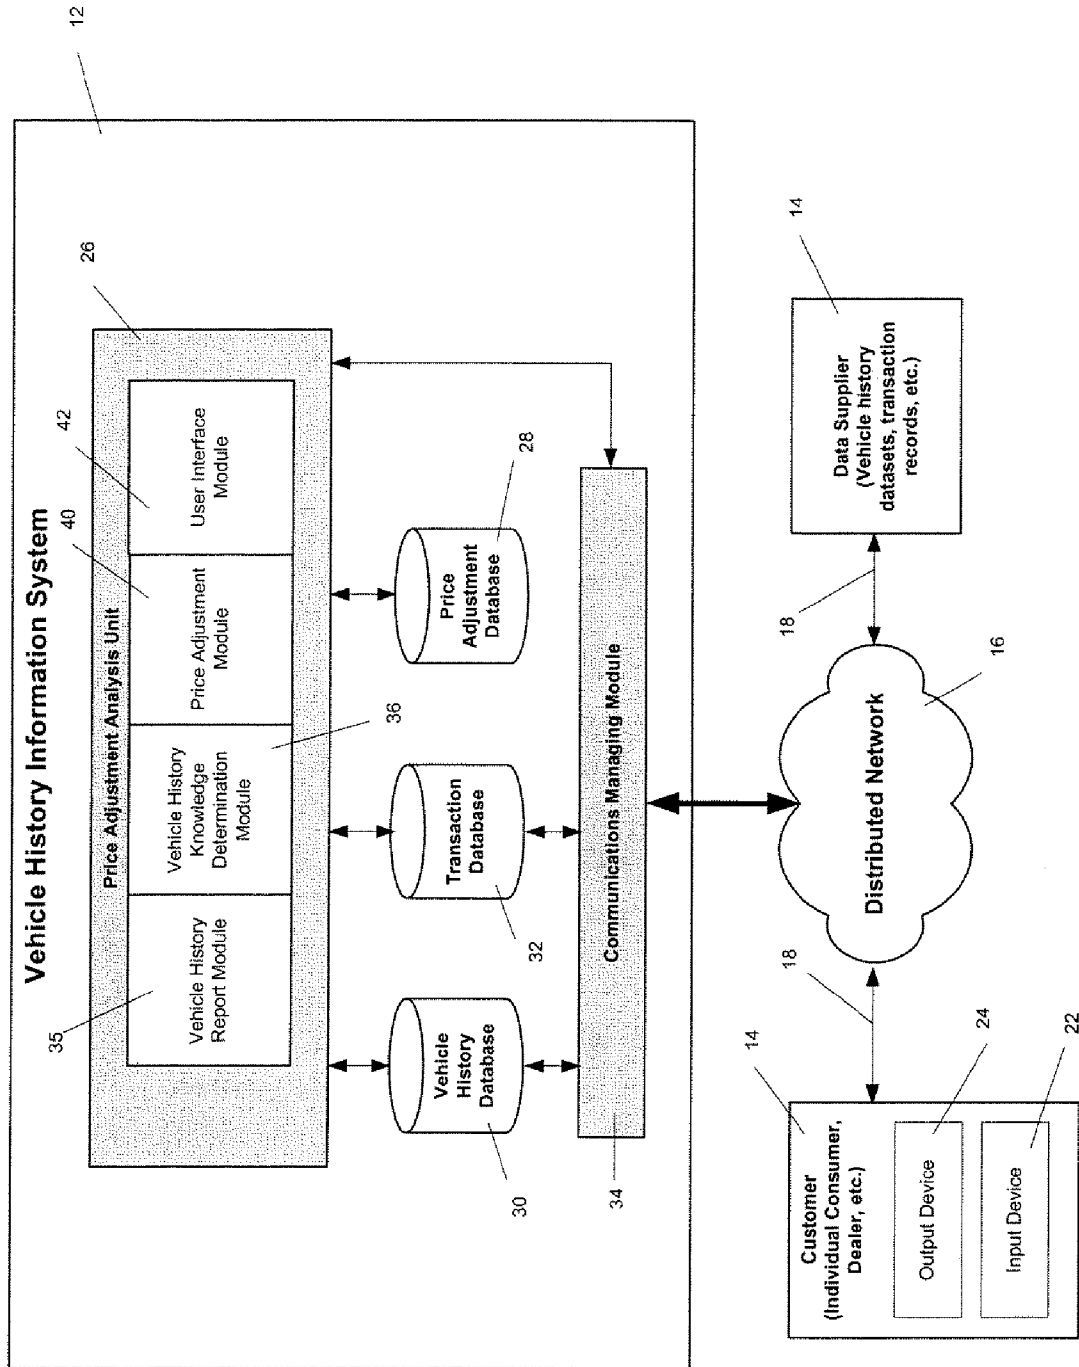 Vehicle History Information System
12
26
Price Adjustment Analysis Unit
35
36
40
42
Vehicle History
Report Module
Vehicle History
Knowledge
Determination
Module
Price Adjustment
Module
User Interface
Module
30
Vehicle
History
Database
32
Transaction
Database
28
Price
Adjustment
Database
34
Communications Managing Module
14
Customer
(Individual Consumer,
Dealer, etc.)
24
Output Device
22
Input Device
18
16
Distributed Network
18
14
Data Supplier
(Vehicle history
datasets, transaction
records, etc.)